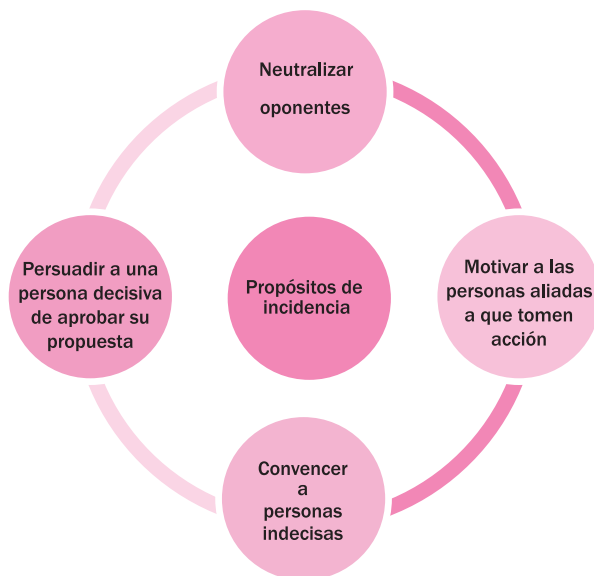 Neutralizar
oponentes
Persuadir a una
persona decisiva
de aprobar su
propuesta
Propósitos de
incidencia
Motivar a las
personas aliadas
a que tomen
acción
Convencer
a
personas
indecisas